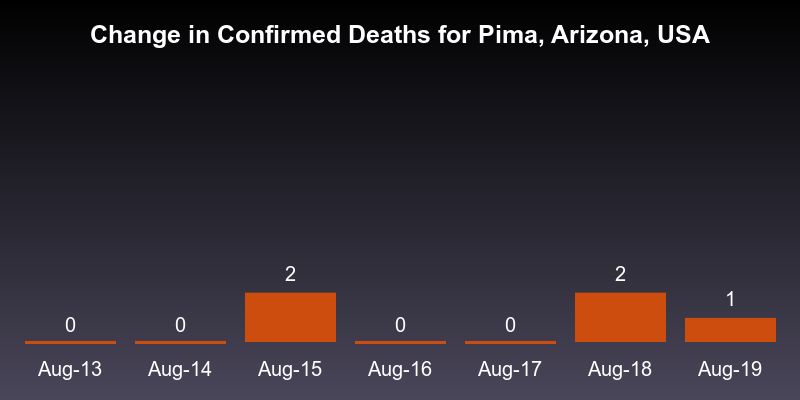 Change in Confirmed Deaths for Pima, Arizona, USA
0 0 2 0 0 2 1
Aug-13 Aug-14 Aug-15 Aug-16 Aug-17 Aug-18 Aug-19